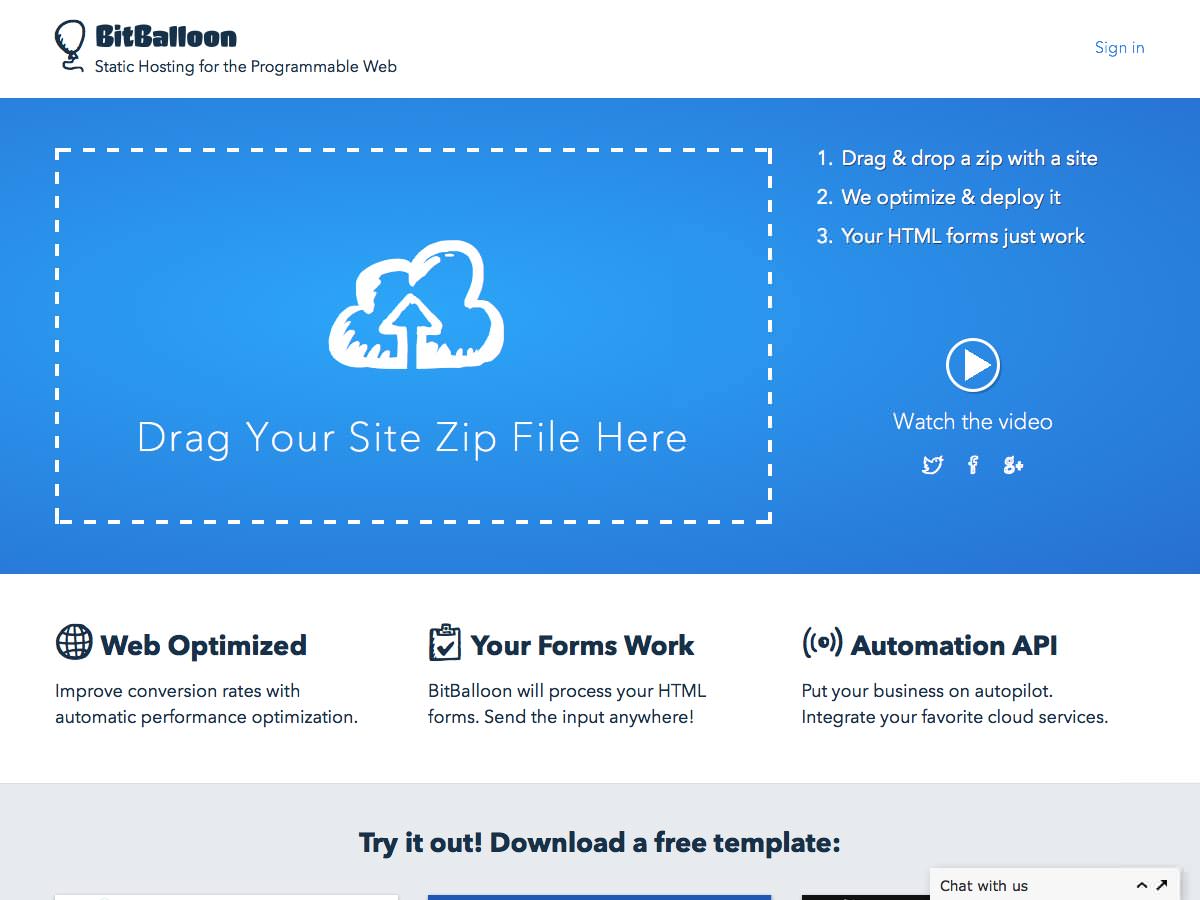 BitBalloon
Static Hosting for the Programmable Web
Sign in
Drag Your Site Zip File Here
1. Drag & drop a zip with a site
2. We optimize & deploy it
3. Your HTML forms just work
Watch the video
Web Optimized
Improve conversion rates with
automatic performance optimization.
Your Forms Work
BitBalloon will process your HTML
forms. Send the input anywhere!
Automation API
Put your business on autopilot.
Integrate your favorite cloud services.
Try it out! Download a free template:
Chat with us